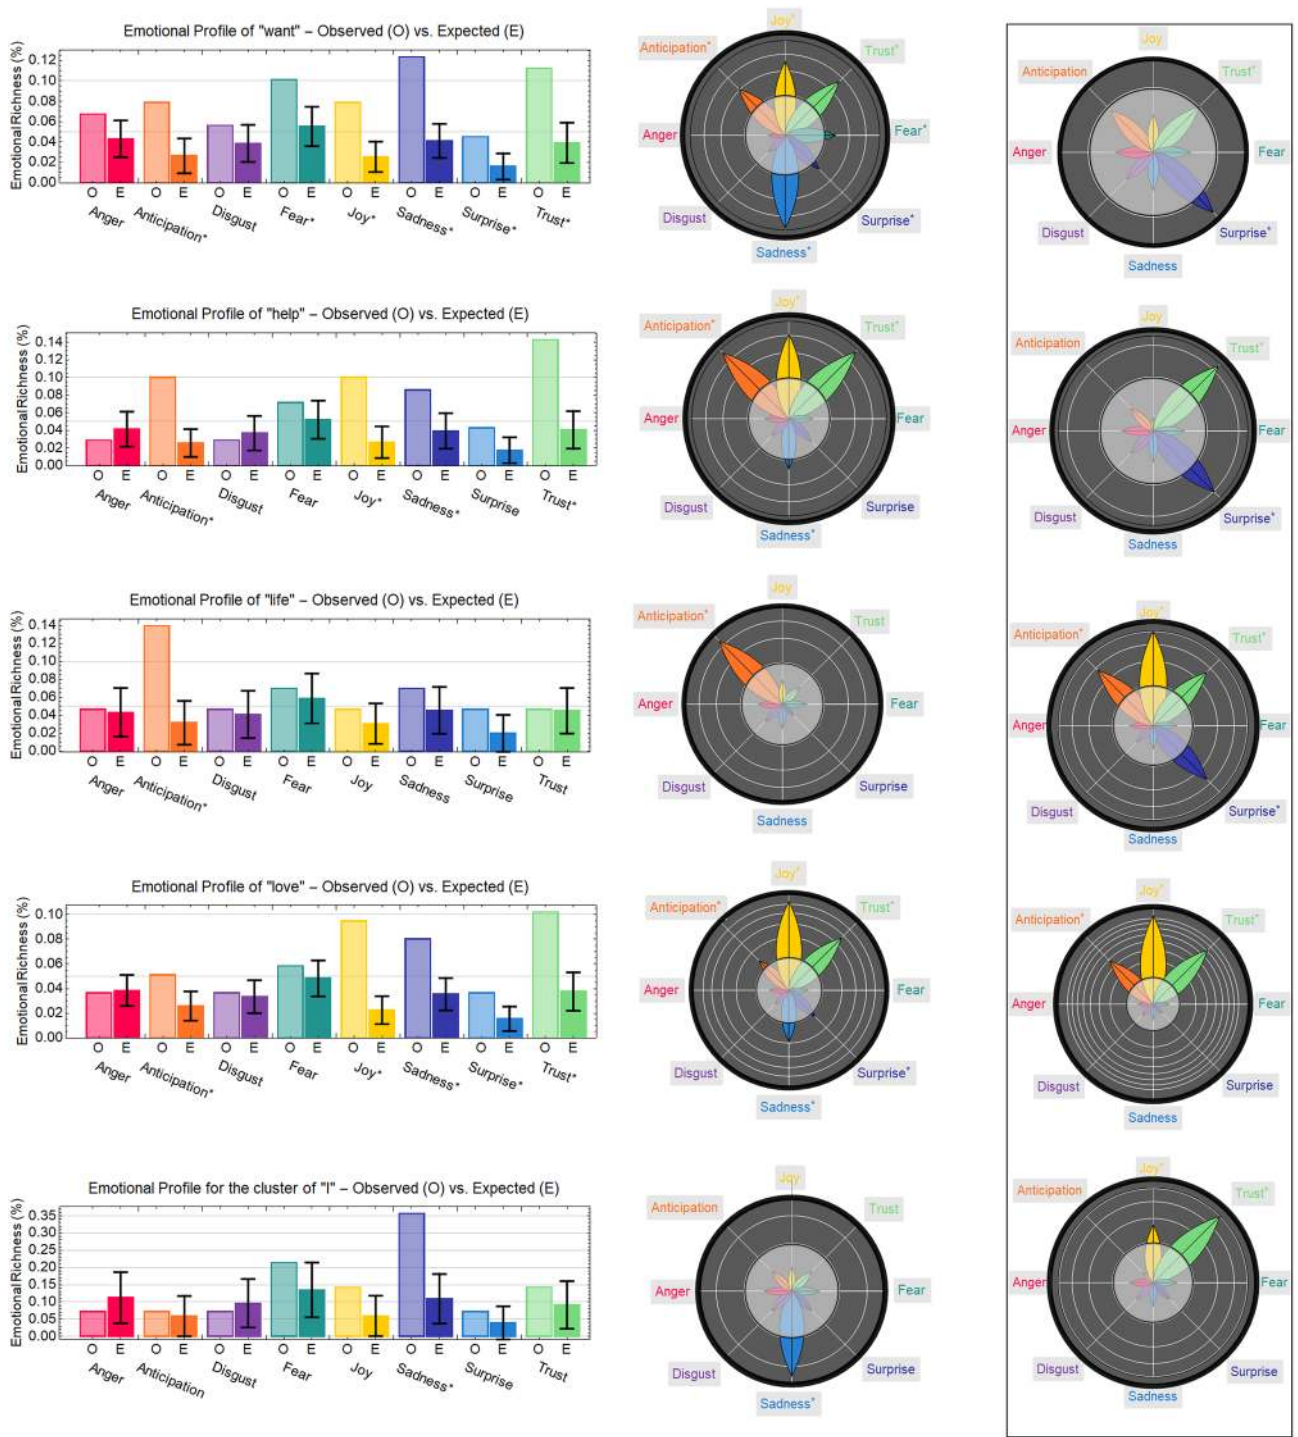 Emotional Profile of "want" – Observed (O) vs. Expected (E)
Emotional Richness (%)
0.12
0.10
0.08
0.06
0.04
0.02
0.00
O E O E O E O E O E O E O E O E
Anger Anticipation* Disgust Fear* Joy* Sadness* Surprise* Trust*
Joy*
Anticipation* Trust*
Anger Fear*
Disgust Surprise*
Sadness*
Joy
Anticipation Trust*
Anger Fear
Disgust Surprise*
Sadness
Emotional Profile of "help" – Observed (O) vs. Expected (E)
Emotional Richness (%)
0.14
0.12
0.10
0.08
0.06
0.04
0.02
0.00
O E O E O E O E O E O E O E O E
Anger Anticipation* Disgust Fear Joy* Sadness* Surprise Trust*
Joy*
Anticipation* Trust*
Anger Fear
Disgust Surprise
Sadness*
Joy
Anticipation Trust*
Anger Fear
Disgust Surprise*
Sadness
Emotional Profile of "life" – Observed (O) vs. Expected (E)
Emotional Richness (%)
0.14
0.12
0.10
0.08
0.06
0.04
0.02
0.00
O E O E O E O E O E O E O E O E
Anger Anticipation* Disgust Fear Joy Sadness Surprise Trust
Joy
Anticipation* Trust
Anger Fear
Disgust Surprise
Sadness
Joy*
Anticipation* Trust*
Anger Fear
Disgust Surprise*
Sadness
Emotional Profile of "love" – Observed (O) vs. Expected (E)
Emotional Richness (%)
0.10
0.08
0.06
0.04
0.02
0.00
O E O E O E O E O E O E O E O E
Anger Anticipation* Disgust Fear Joy* Sadness* Surprise* Trust*
Joy*
Anticipation* Trust*
Anger Fear
Disgust Surprise*
Sadness*
Joy*
Anticipation* Trust*
Anger Fear
Disgust Surprise
Sadness
Emotional Profile for the cluster of "I" – Observed (O) vs. Expected (E)
Emotional Richness (%)
0.35
0.30
0.25
0.20
0.15
0.10
0.05
0.00
O E O E O E O E O E O E O E O E
Anger Anticipation Disgust Fear Joy Sadness* Surprise Trust
Joy
Anticipation Trust
Anger Fear
Disgust Surprise
Sadness*
Joy*
Anticipation Trust*
Anger Fear
Disgust Surprise
Sadness